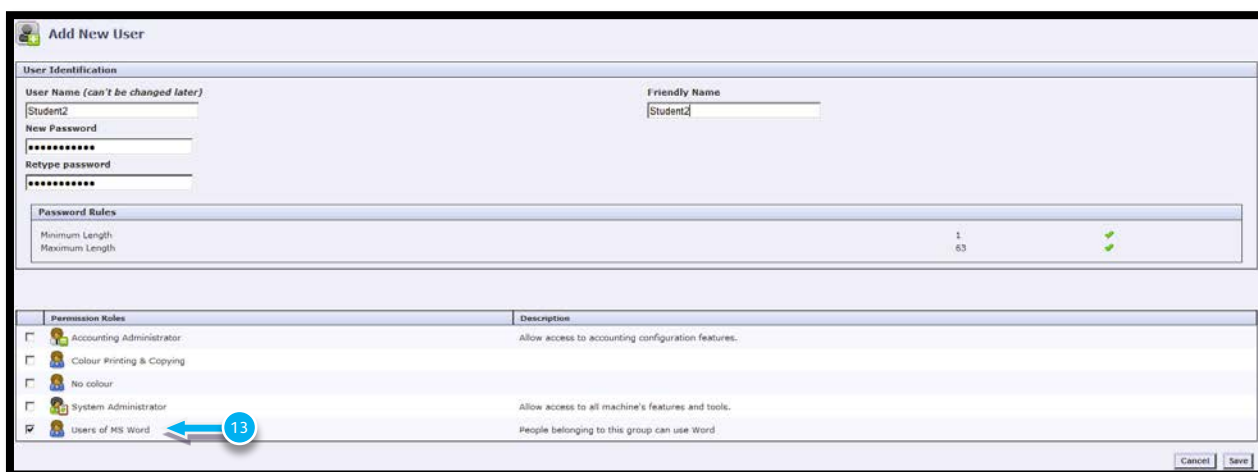 Add New User
User Identification
User Name (can't be changed later) Friendly Name
Student2 Student2
New Password
•••••••••••
Retype password
•••••••••••
Password Rules
Minimum Length 1
Maximum Length 63
Permission Roles Description
Accounting Administrator Allow access to accounting configuration features.
Colour Printing & Copying
No colour
System Administrator Allow access to all machine's features and tools.
Users of MS Word 13 People belonging to this group can use Word
Cancel Save